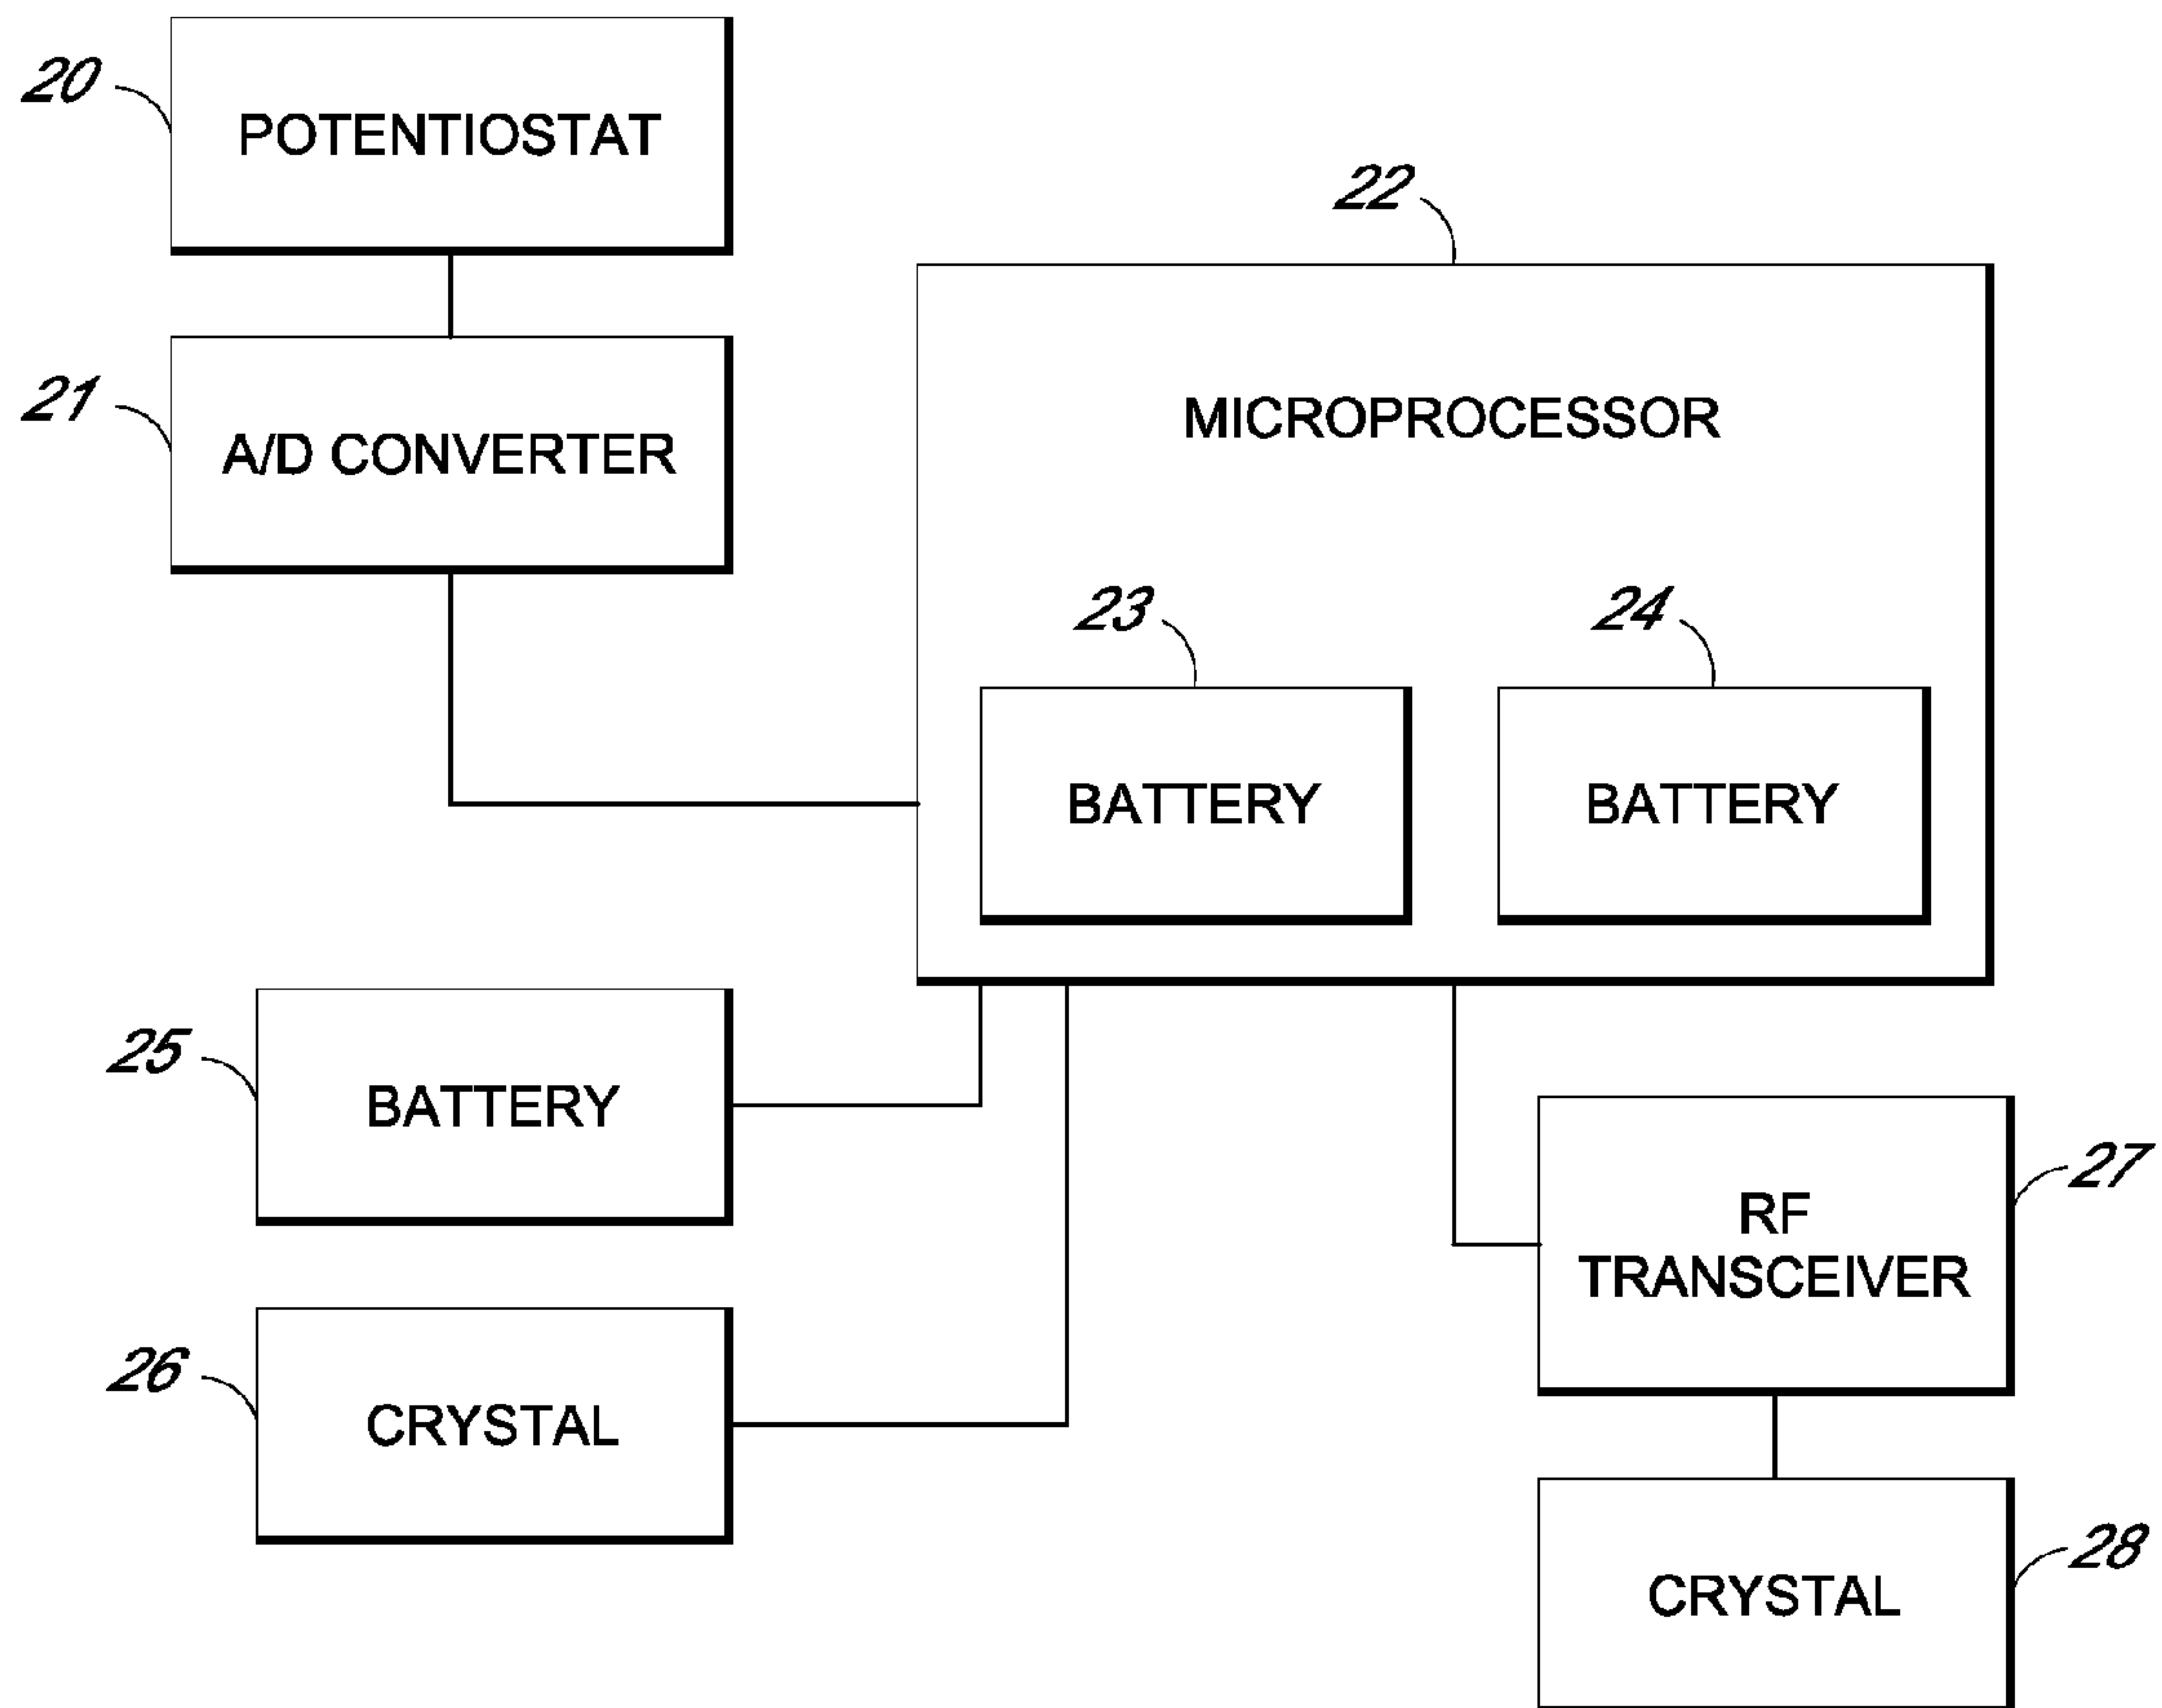 20
POTENTIOSTAT
21
A/D CONVERTER
22
MICROPROCESSOR
23
BATTERY
24
BATTERY
25
BATTERY
26
CRYSTAL
27
RF
TRANSCEIVER
28
CRYSTAL